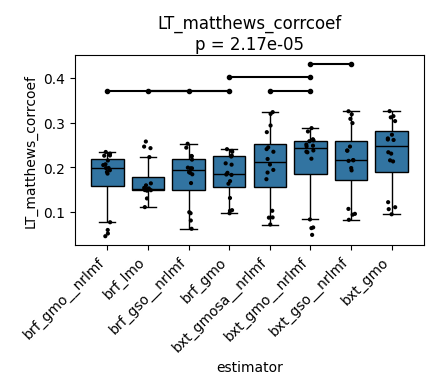 LT_matthews_corrcoef
p = 2.17e-05
LT_matthews_corrcoef
0.4
0.3
0.2
0.1
brf_gmo__nrlmf
brf_lmo
brf_gso__nrlmf
brf_gmo
bxt_gmosa__nrlmf
bxt_gmo__nrlmf
bxt_gso__nrlmf
bxt_gmo
estimator